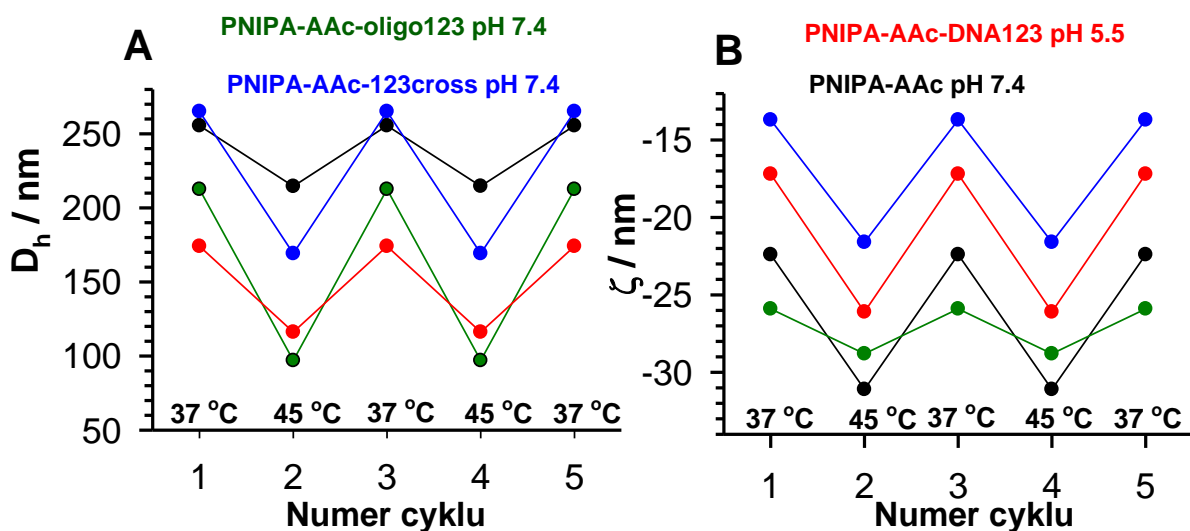 A
PNIPA-AAc-oligo123 pH 7.4
PNIPA-AAc-123cross pH 7.4
B
PNIPA-AAc-DNA123 pH 5.5
PNIPA-AAc pH 7.4
D_h / nm
250
200
150
100
50
37 °C 45 °C 37 °C 45 °C 37 °C
1 2 3 4 5
Numer cyklu
ζ / nm
-15
-20
-25
-30
37 °C 45 °C 37 °C 45 °C 37 °C
1 2 3 4 5
Numer cyklu